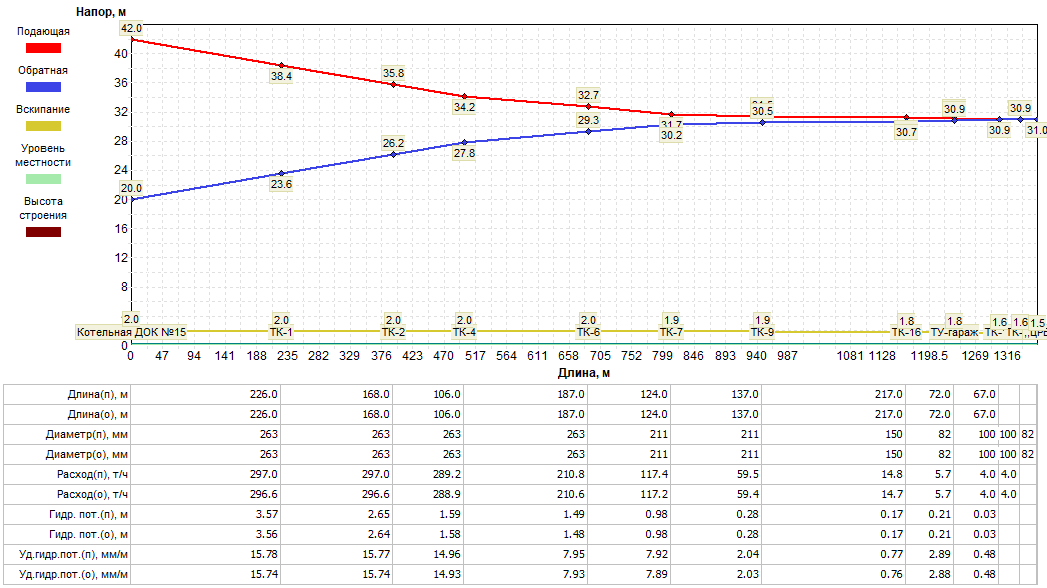 Напор, м
Подающая
Обратная
Вскипание
Уровень
местности
Высота
строения
42.0
38.4
35.8
34.2
32.7
31.7
30.5
30.7
30.9
30.9
30.9
31.0
20.0
23.6
26.2
27.8
29.3
30.2
40
36
32
28
24
20
16
12
8
0
2.0
2.0
2.0
2.0
2.0
1.9
1.9
1.8
1.8
1.6
1.6
1.5
Котельная ДОК №15
ТК-1
ТК-2
ТК-4
ТК-6
ТК-7
ТК-9
ТК-16
ТУ-гараж
0 47 94 141 188 235 282 329 376 423 470 517 564 611 658 705 752 799 846 893 940 987 1081 1128 1198.5 1269 1316
Длина, м
Длина(п), м 226.0 168.0 106.0 187.0 124.0 137.0 217.0 72.0 67.0
Длина(о), м 226.0 168.0 106.0 187.0 124.0 137.0 217.0 72.0 67.0
Диаметр(п), мм 263 263 263 263 211 211 150 82 100 100 82
Диаметр(о), мм 263 263 263 263 211 211 150 82 100 100 82
Расход(п), т/ч 297.0 297.0 289.2 210.8 117.4 59.5 14.8 5.7 4.0 4.0
Расход(о), т/ч 296.6 296.6 288.9 210.6 117.2 59.4 14.7 5.7 4.0 4.0
Гидр. пот.(п), м 3.57 2.65 1.59 1.49 0.98 0.28 0.17 0.21 0.03
Гидр. пот.(о), м 3.56 2.64 1.58 1.48 0.98 0.28 0.17 0.21 0.03
Уд.гидр.пот.(п), мм/м 15.78 15.77 14.96 7.95 7.92 2.04 0.77 2.89 0.48
Уд.гидр.пот.(о), мм/м 15.74 15.74 14.93 7.93 7.89 2.03 0.76 2.88 0.48